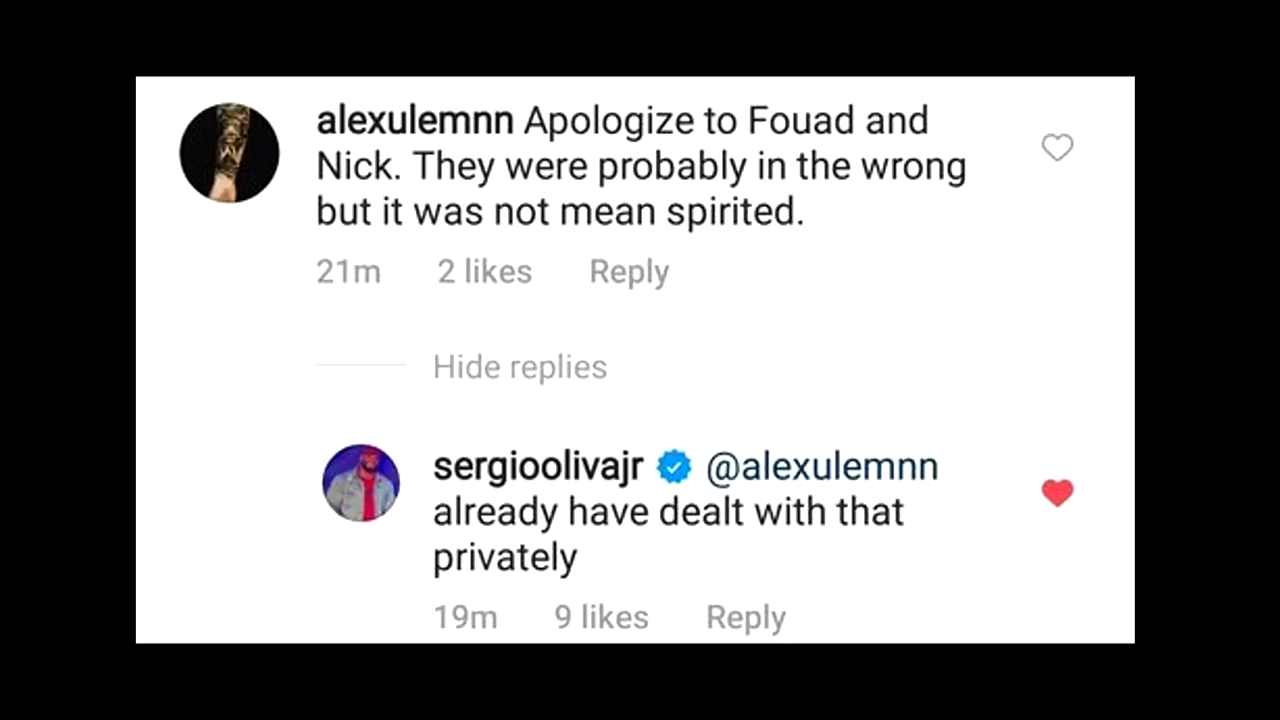 alexulemnn Apologize to Fouad and
Nick. They were probably in the wrong
but it was not mean spirited.
21m 2 likes Reply
Hide replies
sergioolivajr @alexulemnn
already have dealt with that
privately
19m 9 likes Reply